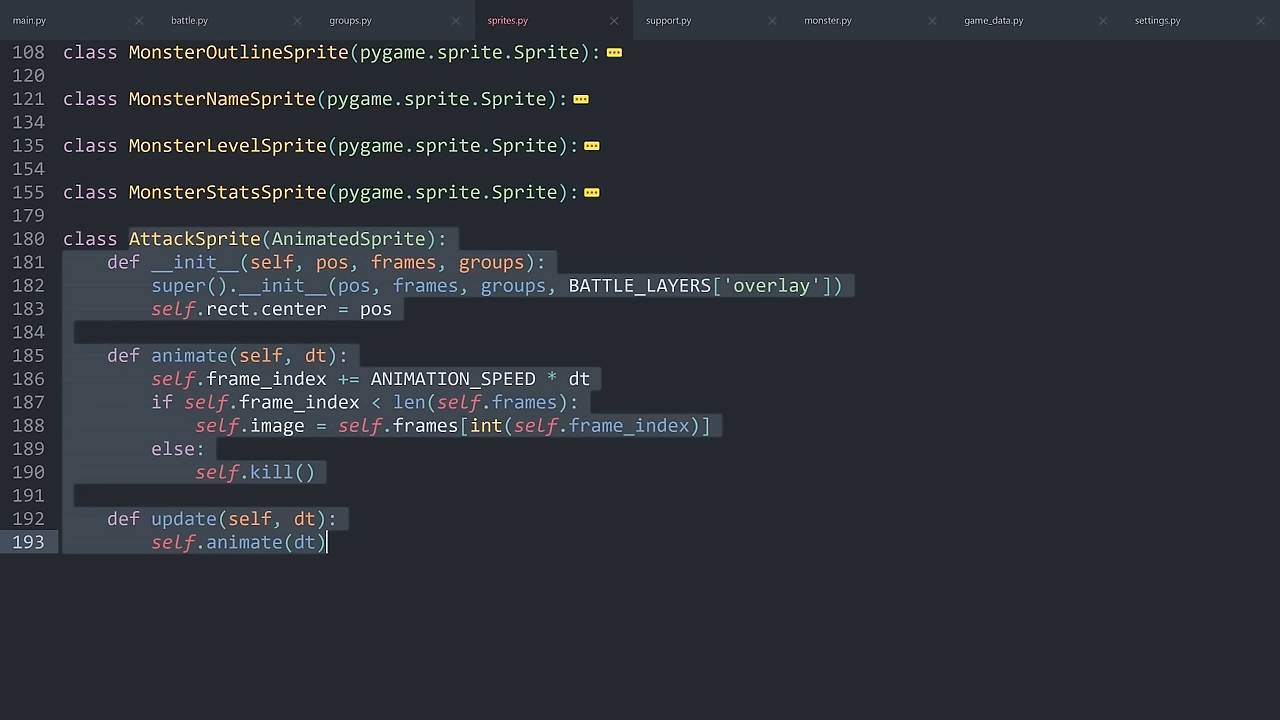 main.py battle.py groups.py sprites.py support.py monster.py game_data.py settings.py
108 class MonsterOutlineSprite(pygame.sprite.Sprite):
120
121 class MonsterNameSprite(pygame.sprite.Sprite):
134
135 class MonsterLevelSprite(pygame.sprite.Sprite):
154
155 class MonsterStatsSprite(pygame.sprite.Sprite):
179
180 class AttackSprite(AnimatedSprite):
181     def __init__(self, pos, frames, groups):
182         super().__init__(pos, frames, groups, BATTLE_LAYERS['overlay'])
183         self.rect.center = pos
184
185     def animate(self, dt):
186         self.frame_index += ANIMATION_SPEED * dt
187         if self.frame_index < len(self.frames):
188             self.image = self.frames[int(self.frame_index)]
189         else:
190             self.kill()
191
192     def update(self, dt):
193         self.animate(dt)